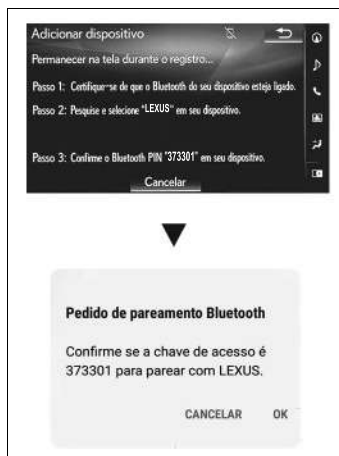 Adicionar dispositivo
Permanecer na tela durante o registro...
Passo 1: Certifique-se de que o Bluetooth do seu dispositivo esteja ligado.
Passo 2: Pesquise e selecione "LEXUS" em seu dispositivo.
Passo 3: Confirme o Bluetooth PIN "373301" em seu dispositivo.
Cancelar
Pedido de pareamento Bluetooth
Confirme se a chave de acesso é
373301 para parear com LEXUS.
CANCELAR OK